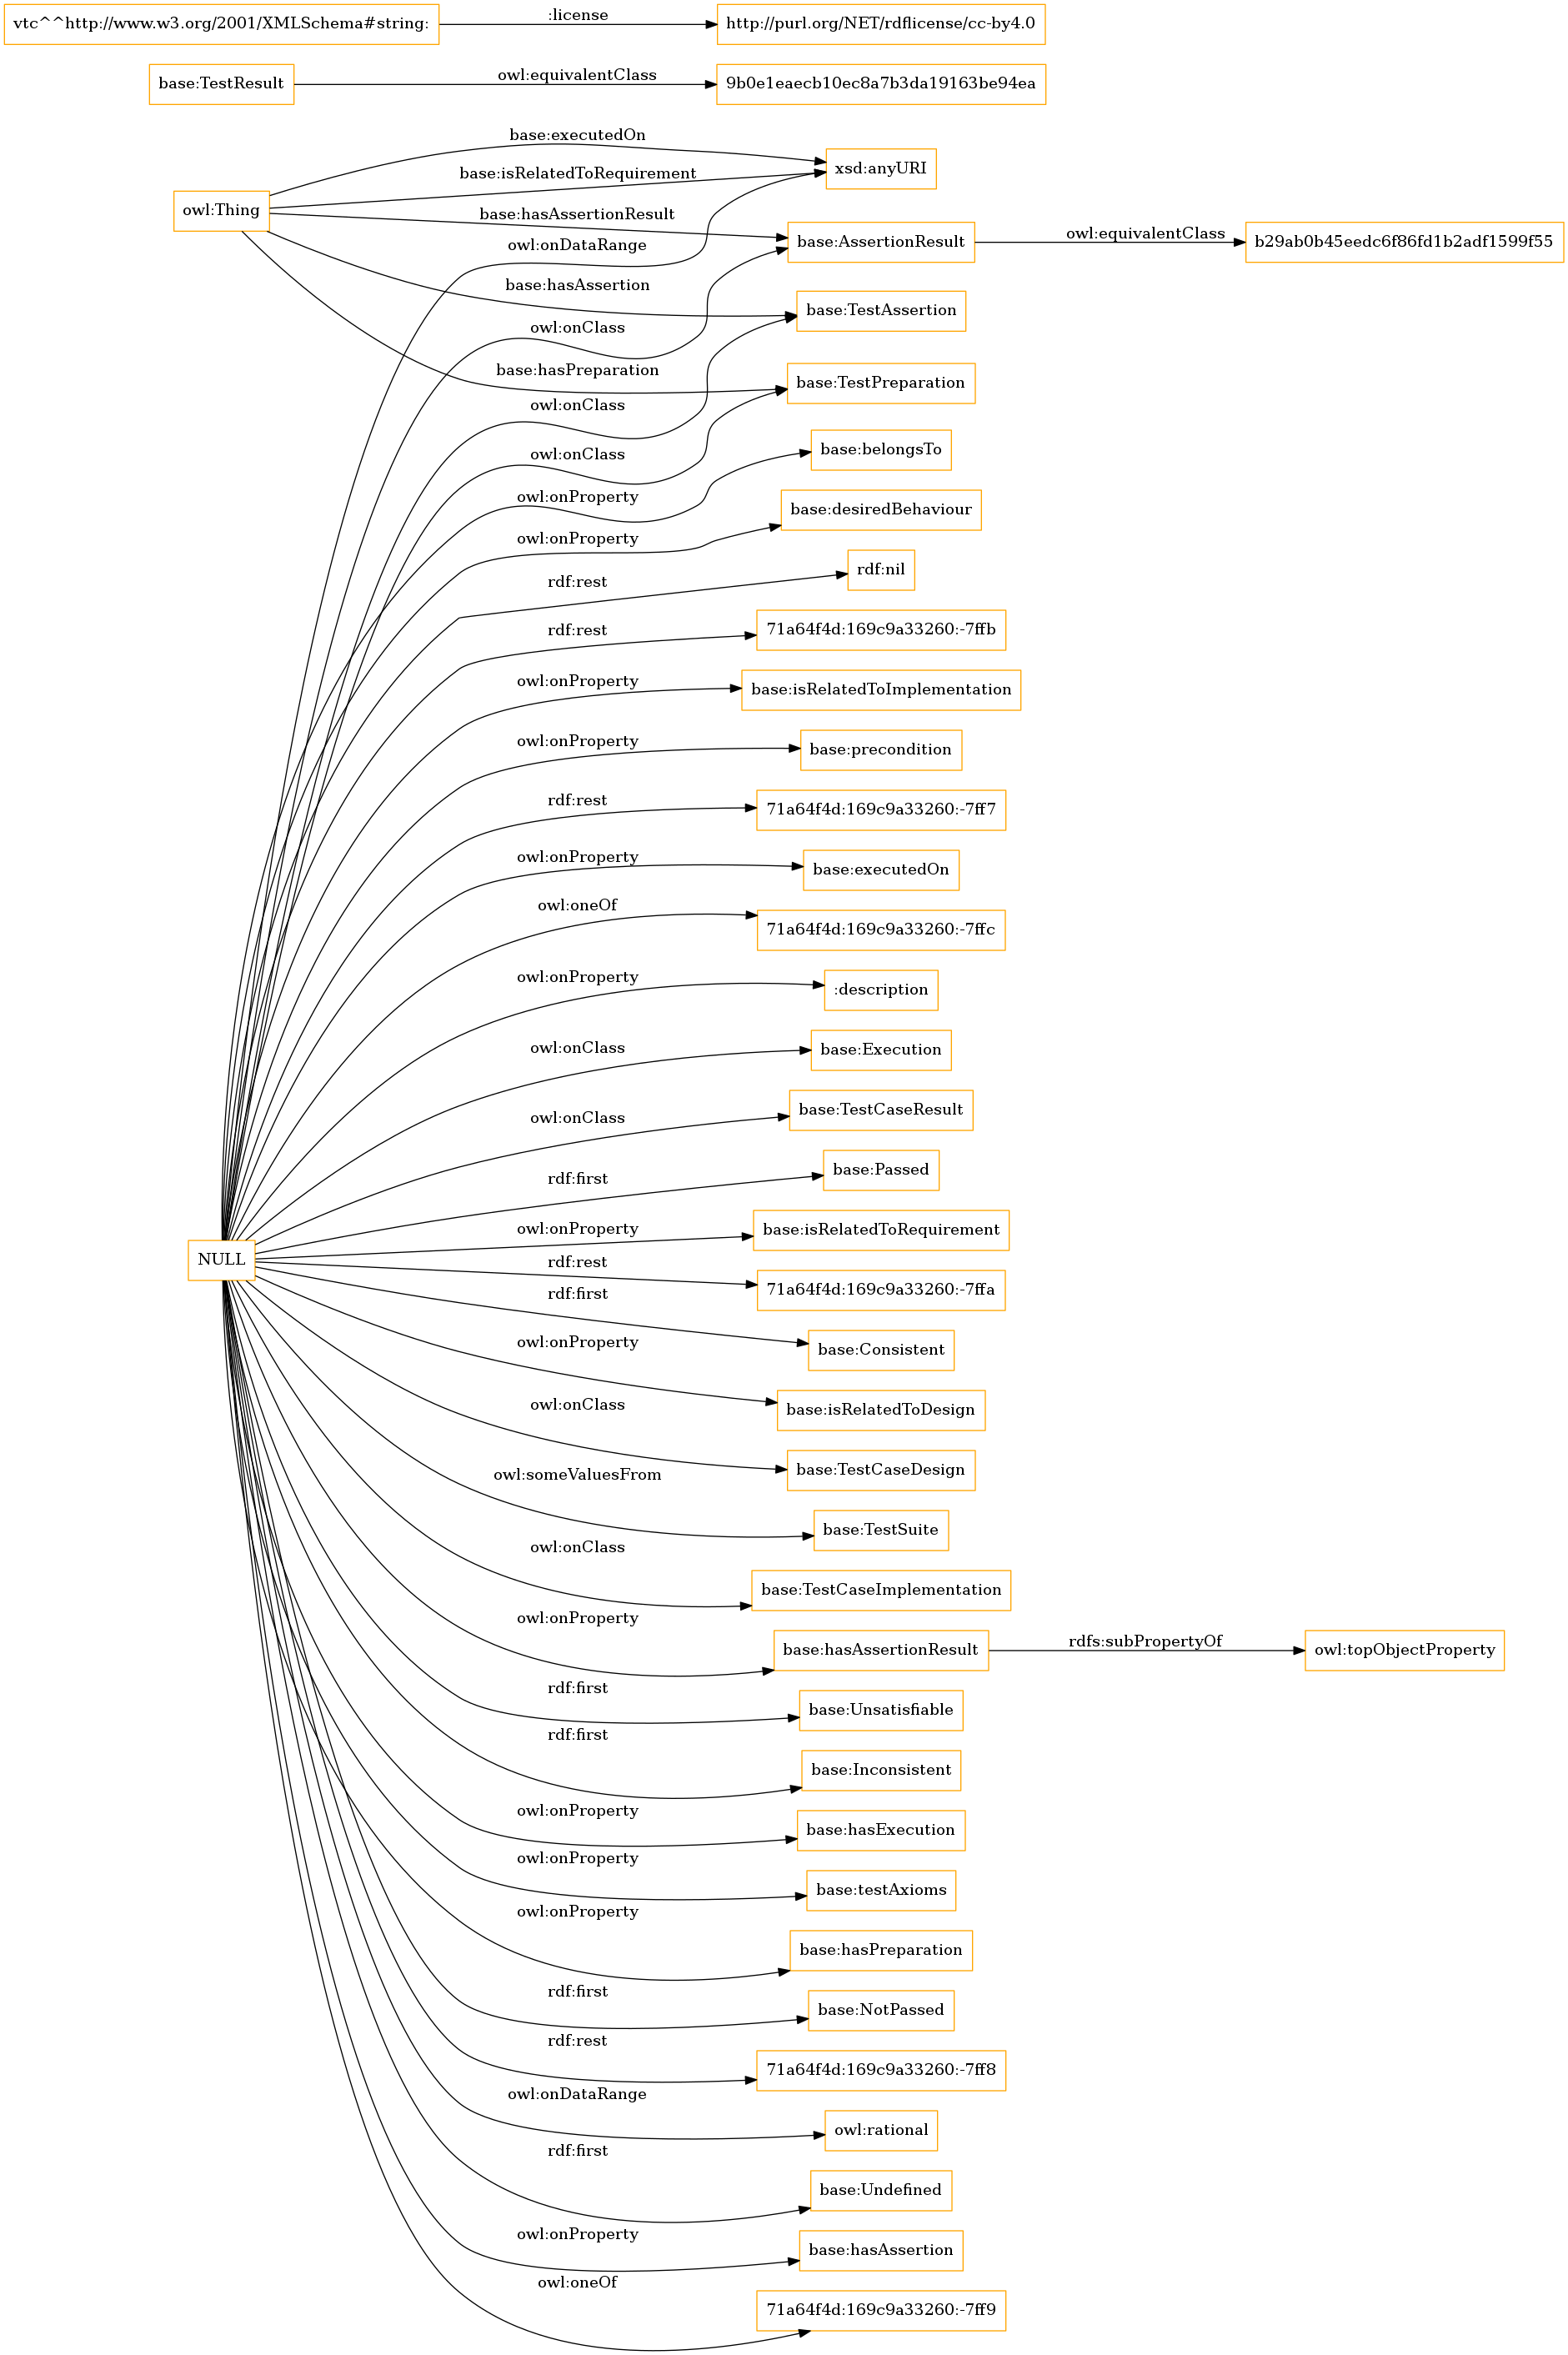 vtc^^http://www.w3.org/2001/XMLSchema#string:
:license
http://purl.org/NET/rdflicense/cc-by4.0
base:TestResult
owl:equivalentClass
9b0e1eaecb10ec8a7b3da19163be94ea
owl:Thing
base:executedOn
xsd:anyURI
base:isRelatedToRequirement
base:hasAssertionResult
base:AssertionResult
owl:equivalentClass
b29ab0b45eedc6f86fd1b2adf1599f55
owl:onDataRange
base:hasAssertion
base:TestAssertion
owl:onClass
base:hasPreparation
base:TestPreparation
owl:onClass
owl:onClass
base:belongsTo
owl:onProperty
base:desiredBehaviour
owl:onProperty
rdf:nil
rdf:rest
71a64f4d:169c9a33260:-7ffb
rdf:rest
base:isRelatedToImplementation
owl:onProperty
base:precondition
owl:onProperty
71a64f4d:169c9a33260:-7ff7
rdf:rest
base:executedOn
owl:onProperty
71a64f4d:169c9a33260:-7ffc
owl:oneOf
:description
owl:onProperty
base:Execution
owl:onClass
base:TestCaseResult
owl:onClass
base:Passed
rdf:first
base:isRelatedToRequirement
owl:onProperty
NULL
71a64f4d:169c9a33260:-7ffa
rdf:rest
base:Consistent
rdf:first
base:isRelatedToDesign
owl:onProperty
base:TestCaseDesign
owl:onClass
base:TestSuite
owl:someValuesFrom
base:TestCaseImplementation
owl:onClass
base:hasAssertionResult
owl:onProperty
rdfs:subPropertyOf
owl:topObjectProperty
base:Unsatisfiable
rdf:first
base:Inconsistent
rdf:first
base:hasExecution
owl:onProperty
base:testAxioms
owl:onProperty
base:hasPreparation
owl:onProperty
base:NotPassed
rdf:first
71a64f4d:169c9a33260:-7ff8
rdf:rest
owl:rational
owl:onDataRange
base:Undefined
rdf:first
base:hasAssertion
owl:onProperty
71a64f4d:169c9a33260:-7ff9
owl:oneOf